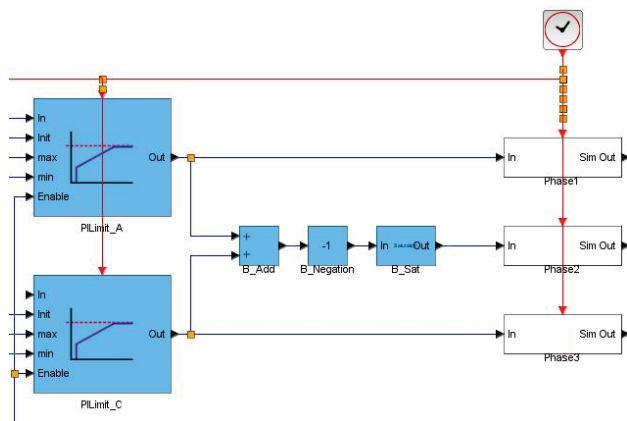 In
Init
max
min
Enable
Out
PILimit_A
In
Sim Out
Phase1
+
+
B_Add
-1
B_Negation
In
Out
B_Sat
In
Sim Out
Phase2
In
Init
max
min
Enable
Out
PILimit_C
In
Sim Out
Phase3